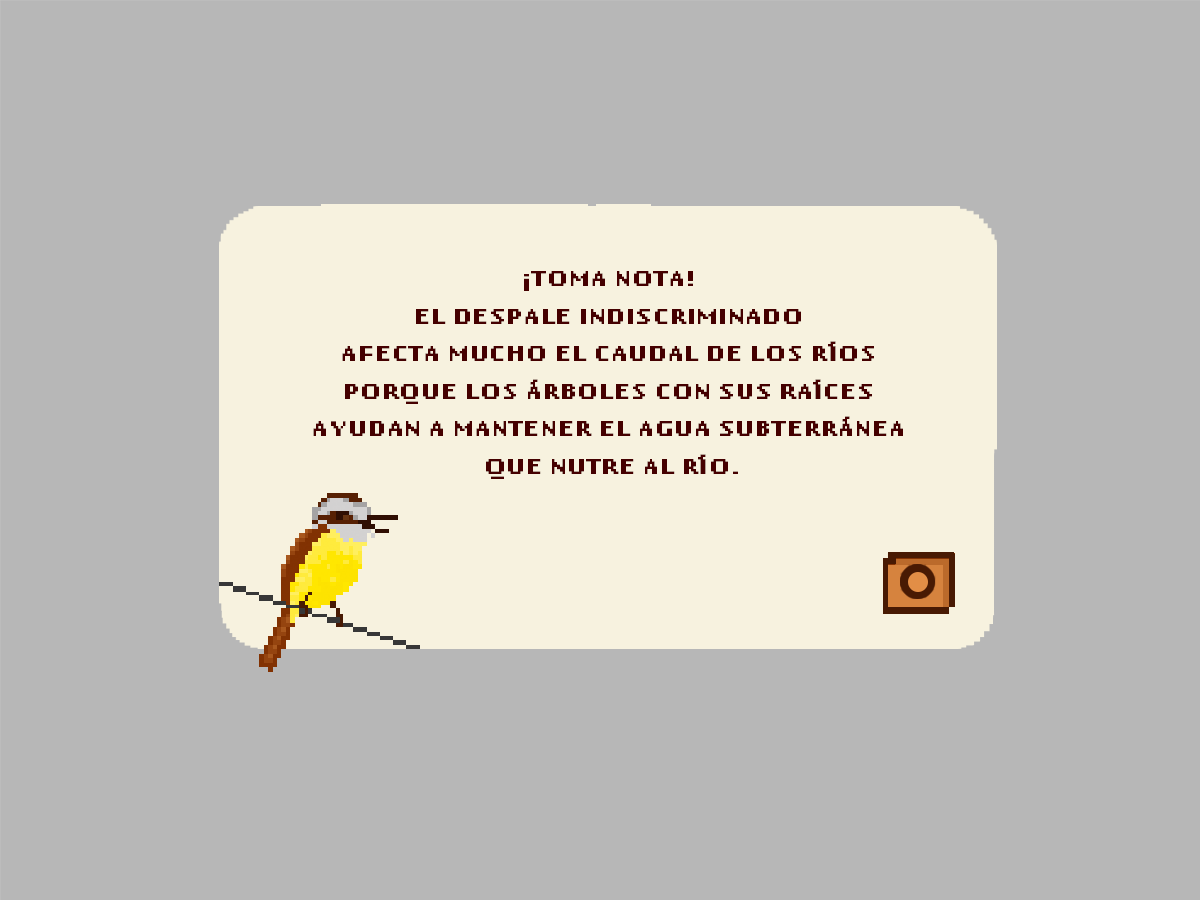 ¡TOMA NOTA!
EL DESPALE INDISCRIMINADO
AFECTA MUCHO EL CAUDAL DE LOS RÍOS
PORQUE LOS ÁRBOLES CON SUS RAÍCES
AYUDAN A MANTENER EL AGUA SUBTERRÁNEA
QUE NUTRE AL RÍO.